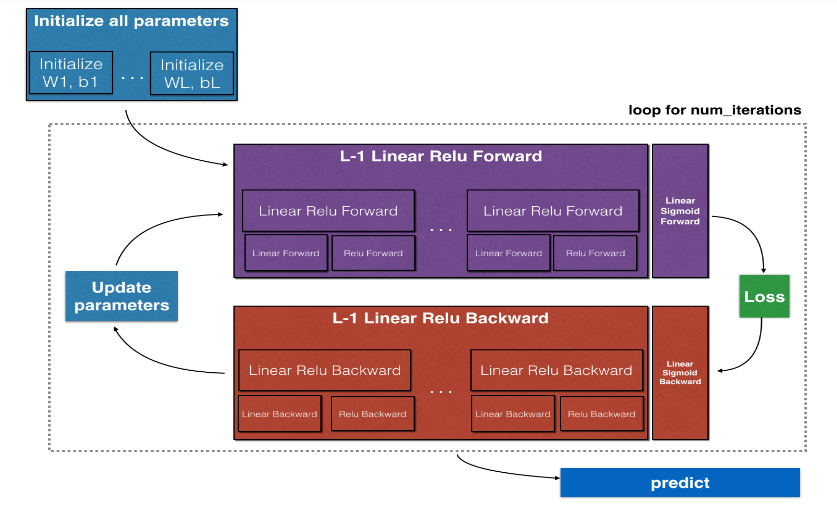 Initialize all parameters
Initialize
W1, b1
...
Initialize
WL, bL
loop for num_iterations
L-1 Linear Relu Forward
Linear Relu Forward
Linear Forward
Relu Forward
...
Linear Relu Forward
Linear Forward
Relu Forward
Linear
Sigmoid
Forward
Update
parameters
Loss
L-1 Linear Relu Backward
Linear Relu Backward
Linear Backward
Relu Backward
...
Linear Relu Backward
Linear Backward
Relu Backward
Linear
Sigmoid
Backward
predict